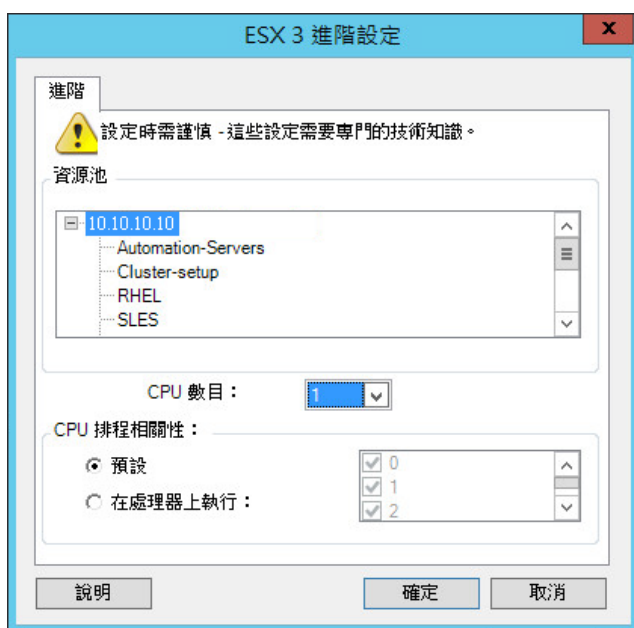 ESX 3 進階設定
x
進階
設定時需謹慎 -這些設定需要專門的技術知識。
資源池
10.10.10.10
Automation-Servers
Cluster-setup
RHEL
SLES
CPU 數目：
1
CPU 排程相關性：
預設
0
1
在處理器上執行：
2
說明
確定
取消